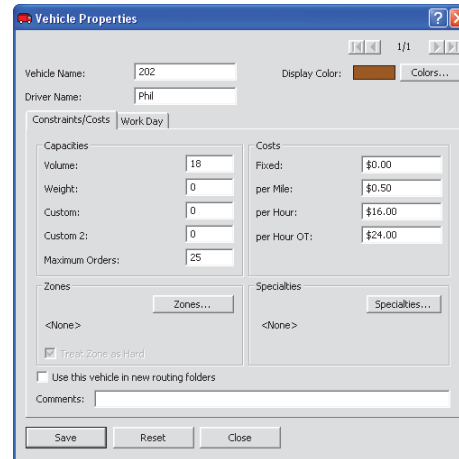 Vehicle Properties
1/1
Vehicle Name: 202 Display Color: Colors...
Driver Name: Phil
Constraints/Costs Work Day
Capacities Costs
Volume: 18 Fixed: $0.00
Weight: 0 per Mile: $0.50
Custom: 0 per Hour: $16.00
Custom 2: 0 per Hour OT: $24.00
Maximum Orders: 25
Zones Specialties
Zones... Specialties...
<None> <None>
Treat Zone as Hard
Use this vehicle in new routing folders
Comments:
Save Reset Close